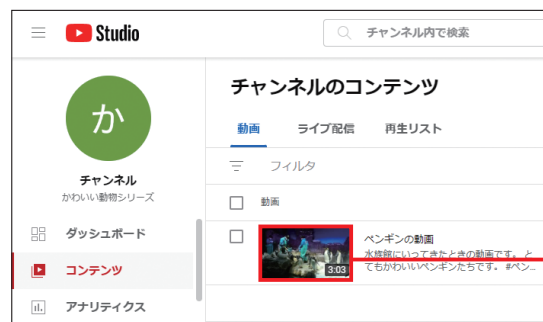 Studio
チャンネル内で検索
か
チャンネル
かわいい動物シリーズ
ダッシュボード
コンテンツ
アナリティクス
チャンネルのコンテンツ
動画 ライブ配信 再生リスト
フィルタ
動画
3:03
ペンギンの動画
水族館にいってきたときの動画です。 と
てもかわいいペンギンたちです。 #ペン...